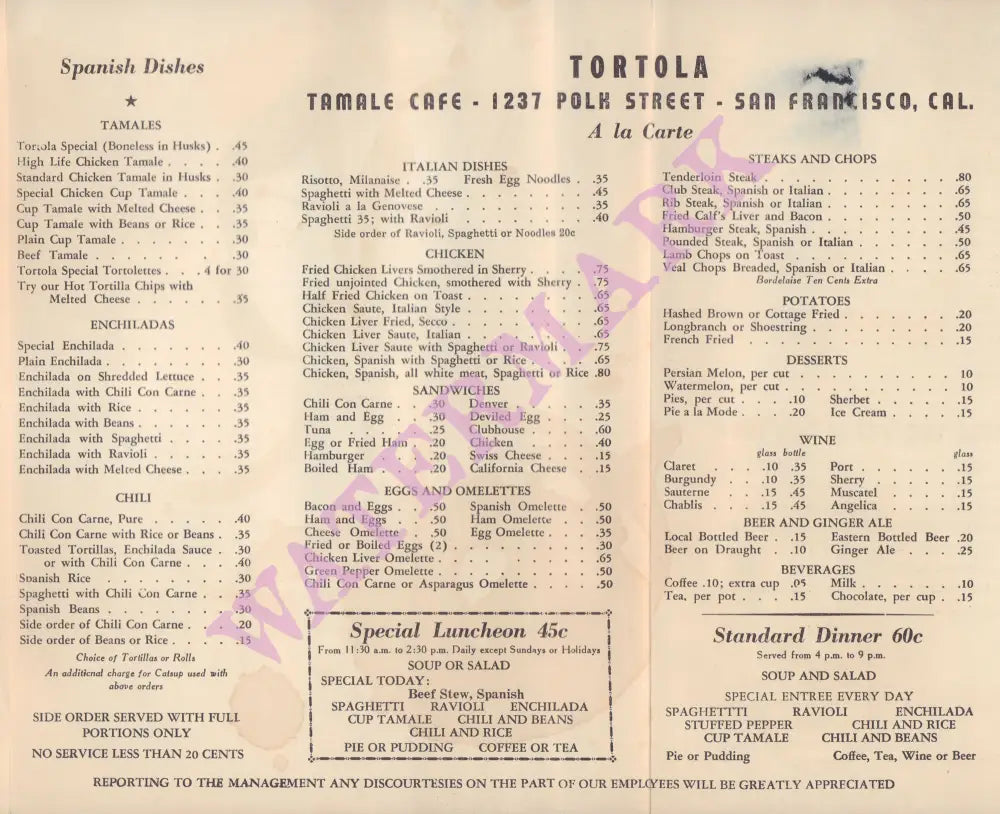 TORTOLA
TAMALE CAFE - 1237 POLK STREET - SAN FRANCISCO, CAL.
A la Carte
Spanish Dishes
TAMALES
Tortola Special (Boneless in Husks) . .45
High Life Chicken Tamale . . . . .40
Standard Chicken Tamale in Husks . .30
Special Chicken Cup Tamale . . . .40
Cup Tamale with Melted Cheese . . .35
Cup Tamale with Beans or Rice . . .35
Plain Cup Tamale . . . . . . . .30
Beef Tamale . . . . . . . . .30
Tortola Special Tortolettes . . . 4 for 30
Try our Hot Tortilla Chips with
Melted Cheese . . . . . . .35
ENCHILADAS
Special Enchilada . . . . . . . .40
Plain Enchilada . . . . . . . . .30
Enchilada on Shredded Lettuce . . .35
Enchilada with Chili Con Carne . . .35
Enchilada with Rice . . . . . . .35
Enchilada with Beans . . . . . . .35
Enchilada with Spaghetti . . . . .35
Enchilada with Ravioli . . . . . .35
Enchilada with Melted Cheese . . . .35
CHILI
Chili Con Carne, Pure . . . . . .40
Chili Con Carne with Rice or Beans . .35
Toasted Tortillas, Enchilada Sauce . .30
or with Chili Con Carne . . . .40
Spanish Rice . . . . . . . . .30
Spaghetti with Chili Con Carne . . .35
Spanish Beans . . . . . . . . .30
Side order of Chili Con Carne . . . .20
Side order of Beans or Rice . . . . .15
Choice of Tortillas or Rolls
An additional charge for Catsup used with
above orders
SIDE ORDER SERVED WITH FULL
PORTIONS ONLY
NO SERVICE LESS THAN 20 CENTS
ITALIAN DISHES
Risotto, Milanaise . .35 Fresh Egg Noodles . .35
Spaghetti with Melted Cheese . . . . . . .45
Ravioli a la Genovese . . . . . . . . .35
Spaghetti 35; with Ravioli . . . . . . . .40
Side order of Ravioli, Spaghetti or Noodles 20c
CHICKEN
Fried Chicken Livers Smothered in Sherry . . . .75
Fried unjointed Chicken, smothered with Sherry . .75
Half Fried Chicken on Toast . . . . . . . .65
Chicken Saute, Italian Style . . . . . . . .65
Chicken Liver Fried, Secco . . . . . . . . .65
Chicken Liver Saute, Italian . . . . . . . .65
Chicken Liver Saute with Spaghetti or Ravioli . . .75
Chicken, Spanish with Spaghetti or Rice . . . . .65
Chicken, Spanish, all white meat, Spaghetti or Rice .80
SANDWICHES
Chili Con Carne . . .30 Denver . . . . . .35
Ham and Egg . . .30 Deviled Egg . . . .25
Tuna . . . . .25 Clubhouse . . . . .60
Egg or Fried Ham . .20 Chicken . . . . .40
Hamburger . . . .20 Swiss Cheese . . . .15
Boiled Ham . . . .20 California Cheese . .15
EGGS AND OMELETTES
Bacon and Eggs . . .50 Spanish Omelette . .50
Ham and Eggs . . .50 Ham Omelette . . .50
Cheese Omelette . . .50 Egg Omelette . . . .35
Fried or Boiled Eggs (2) . . . . . . . . .30
Chicken Liver Omelette . . . . . . . . . .65
Green Pepper Omelette . . . . . . . . . .50
Chili Con Carne or Asparagus Omelette . . . . .50
Special Luncheon 45c
From 11:30 a.m. to 2:30 p.m. Daily except Sundays or Holidays
SOUP OR SALAD
SPECIAL TODAY:
Beef Stew, Spanish
SPAGHETTI RAVIOLI ENCHILADA
CUP TAMALE CHILI AND BEANS
CHILI AND RICE
PIE OR PUDDING COFFEE OR TEA
STEAKS AND CHOPS
Tenderloin Steak . . . . . . . . . . . .80
Club Steak, Spanish or Italian . . . . . . . .65
Rib Steak, Spanish or Italian . . . . . . . .65
Fried Calf's Liver and Bacon . . . . . . . .50
Hamburger Steak, Spanish . . . . . . . . .45
Pounded Steak, Spanish or Italian . . . . . . .50
Lamb Chops on Toast . . . . . . . . . .65
Veal Chops Breaded, Spanish or Italian . . . . .65
Bordelaise Ten Cents Extra
POTATOES
Hashed Brown or Cottage Fried . . . . . . .20
Longbranch or Shoestring . . . . . . . . .20
French Fried . . . . . . . . . . . . .15
DESSERTS
Persian Melon, per cut . . . . . . . . . . 10
Watermelon, per cut . . . . . . . . . . . 10
Pies, per cut . . . .10 Sherbet . . . . . .15
Pie a la Mode . . . .20 Ice Cream . . . . .15
WINE
glass bottle glass
Claret . . . .10 .35 Port . . . . . . .15
Burgundy . . .10 .35 Sherry . . . . . .15
Sauterne . . .15 .45 Muscatel . . . . .15
Chablis . . . .15 .45 Angelica . . . . .15
BEER AND GINGER ALE
Local Bottled Beer . .15 Eastern Bottled Beer .20
Beer on Draught . .10 Ginger Ale . . . .25
BEVERAGES
Coffee .10; extra cup .05 Milk . . . . . . .10
Tea, per pot . . . .15 Chocolate, per cup . .15
Standard Dinner 60c
Served from 4 p.m. to 9 p.m.
SOUP AND SALAD
SPECIAL ENTREE EVERY DAY
SPAGHETTTI RAVIOLI ENCHILADA
STUFFED PEPPER CHILI AND RICE
CUP TAMALE CHILI AND BEANS
Pie or Pudding Coffee, Tea, Wine or Beer
REPORTING TO THE MANAGEMENT ANY DISCOURTESIES ON THE PART OF OUR EMPLOYEES WILL BE GREATLY APPRECIATED
WATERMARK